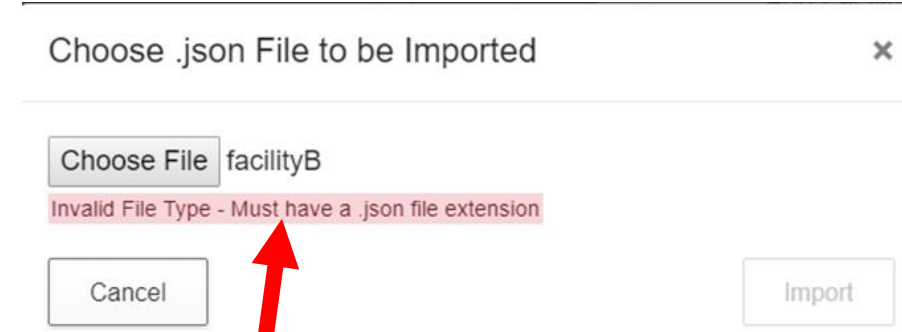 Choose .json File to be Imported ×
Choose File facilityB
Invalid File Type - Must have a .json file extension
Cancel Import